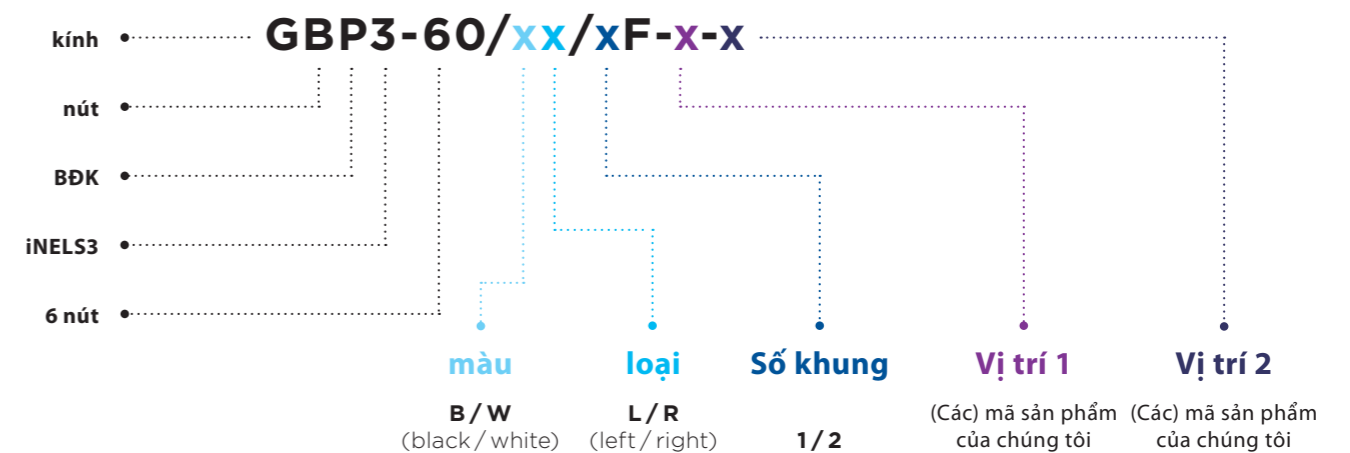 kính GBP3-60/xx/xF-x-x
nút
BĐK
iNELS3
6 nút
màu loại Số khung Vị trí 1 Vị trí 2
B / W L / R (Các) mã sản phẩm (Các) mã sản phẩm
(black / white) (left / right) 1 / 2 của chúng tôi của chúng tôi